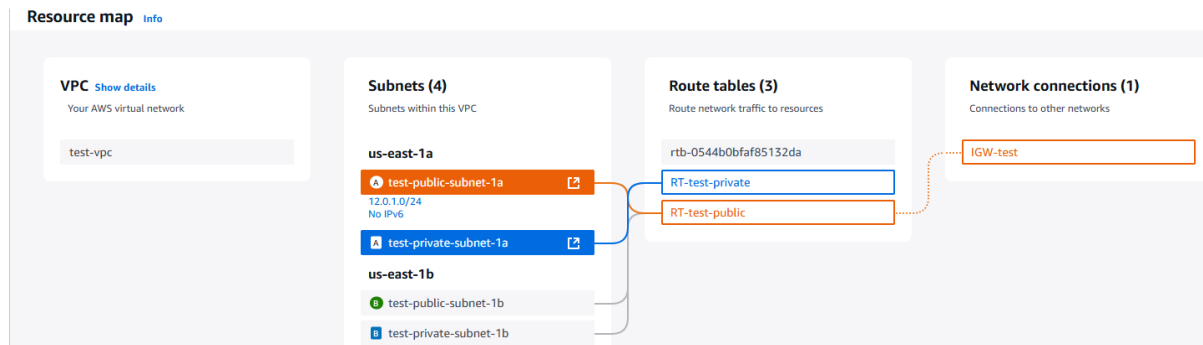 Resource map Info
VPC Show details
Your AWS virtual network
test-vpc
Subnets (4)
Subnets within this VPC
us-east-1a
A test-public-subnet-1a
12.0.1.0/24
No IPv6
A test-private-subnet-1a
us-east-1b
B test-public-subnet-1b
B test-private-subnet-1b
Route tables (3)
Route network traffic to resources
rtb-0544b0bfaf85132da
RT-test-private
RT-test-public
Network connections (1)
Connections to other networks
IGW-test